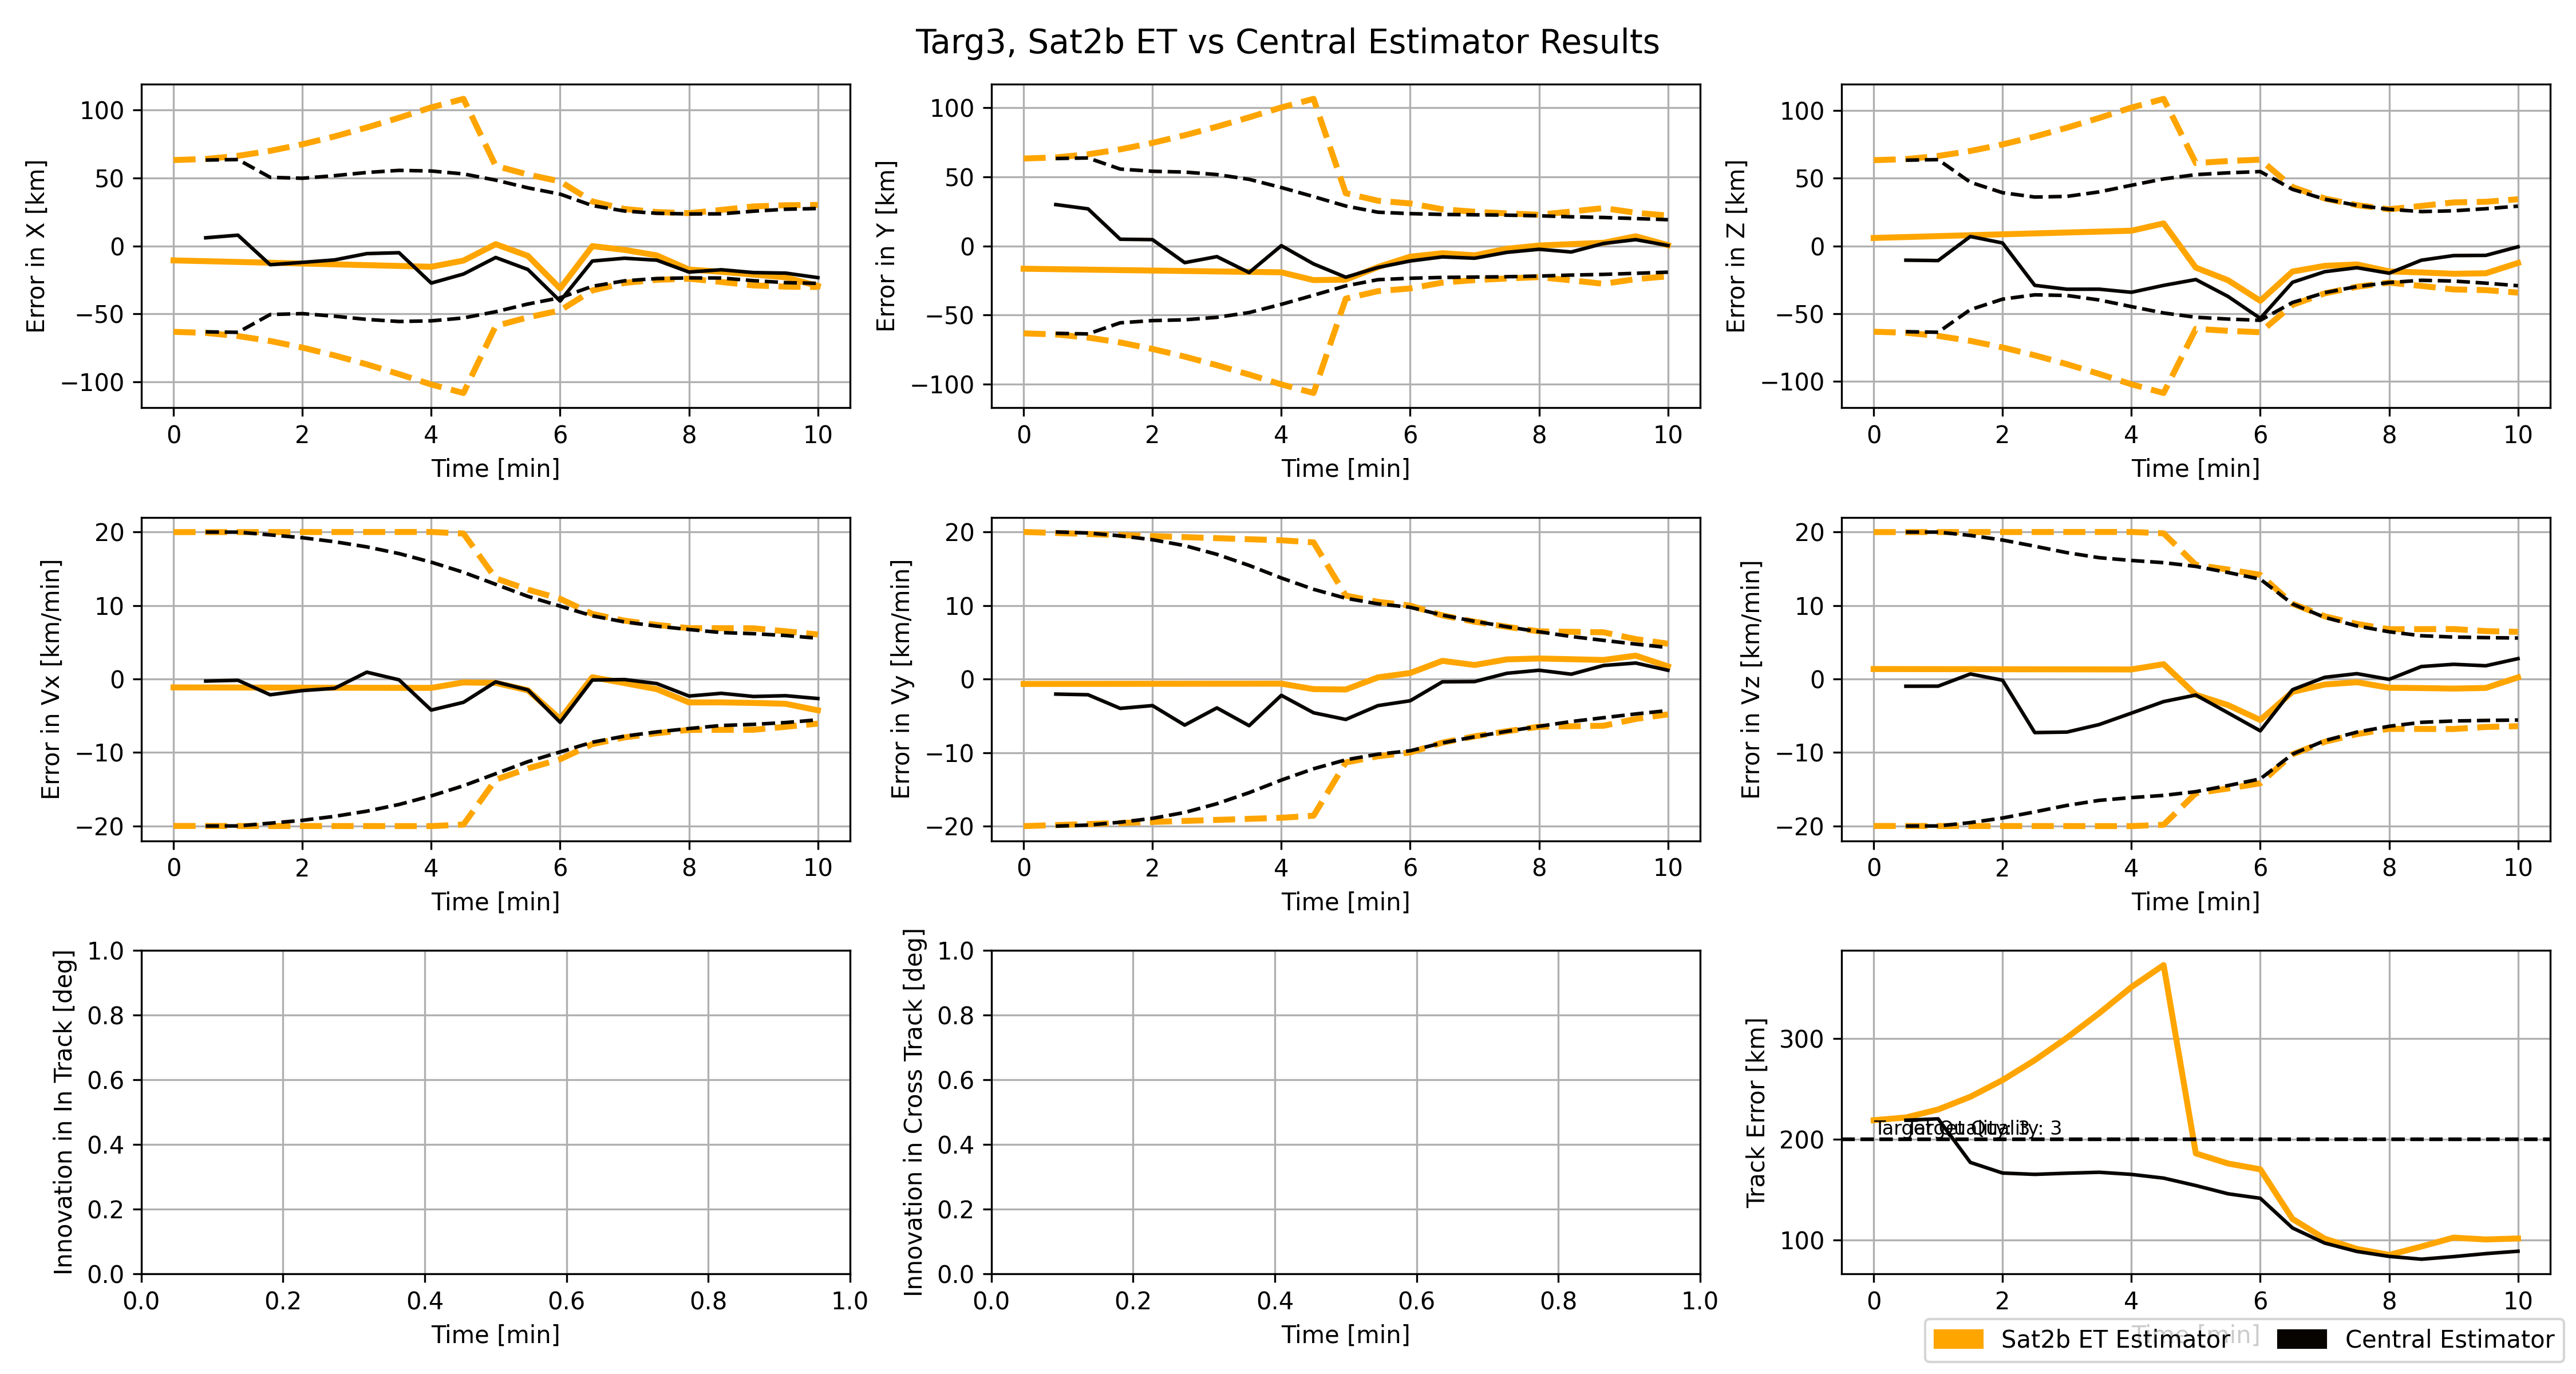 Targ3, Sat2b ET vs Central Estimator Results
Error in X [km]
100
50
0
−50
−100
0 2 4 6 8 10
Time [min]
Error in Y [km]
100
50
0
−50
−100
0 2 4 6 8 10
Time [min]
Error in Z [km]
100
50
0
−50
−100
0 2 4 6 8 10
Time [min]
Error in Vx [km/min]
20
10
0
−10
−20
0 2 4 6 8 10
Time [min]
Error in Vy [km/min]
20
10
0
−10
−20
0 2 4 6 8 10
Time [min]
Error in Vz [km/min]
20
10
0
−10
−20
0 2 4 6 8 10
Time [min]
Innovation in In Track [deg]
1.0
0.8
0.6
0.4
0.2
0.0
0.0 0.2 0.4 0.6 0.8 1.0
Time [min]
Innovation in Cross Track [deg]
1.0
0.8
0.6
0.4
0.2
0.0
0.0 0.2 0.4 0.6 0.8 1.0
Time [min]
Track Error [km]
300
200
100
Target Quality: 3
Target Quality: 3
0 2 4 6 8 10
Time [min]
Sat2b ET Estimator
Central Estimator